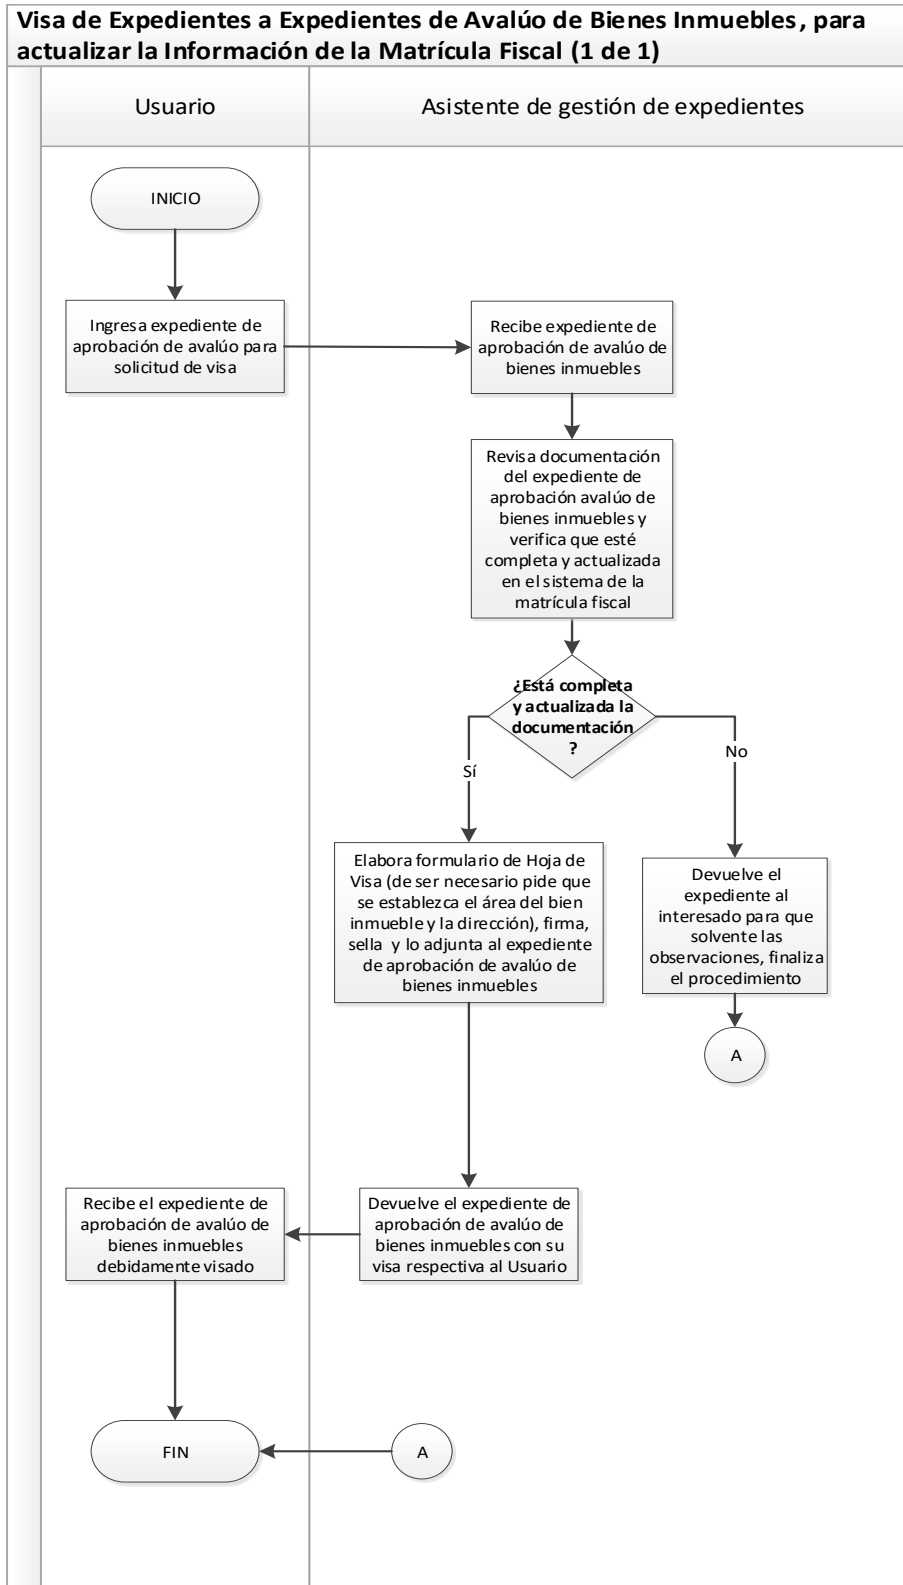 Visa de Expedientes a Expedientes de Avalúo de Bienes Inmuebles, para
actualizar la Información de la Matrícula Fiscal (1 de 1)
Usuario
Asistente de gestión de expedientes
INICIO
Ingresa expediente de
aprobación de avalúo para
solicitud de visa
Recibe expediente de
aprobación de avalúo de
bienes inmuebles
Revisa documentación
del expediente de
aprobación avalúo de
bienes inmuebles y
verifica que esté
completa y actualizada
en el sistema de la
matrícula fiscal
¿Está completa
y actualizada la
documentación
?
Sí
No
Elabora formulario de Hoja de
Visa (de ser necesario pide que
se establezca el área del bien
inmueble y la dirección), firma,
sella y lo adjunta al expediente
de aprobación de avalúo de
bienes inmuebles
Devuelve el
expediente al
interesado para que
solvente las
observaciones, finaliza
el procedimiento
A
Recibe el expediente de
aprobación de avalúo de
bienes inmuebles
debidamente visado
Devuelve el expediente de
aprobación de avalúo de
bienes inmuebles con su
visa respectiva al Usuario
FIN
A